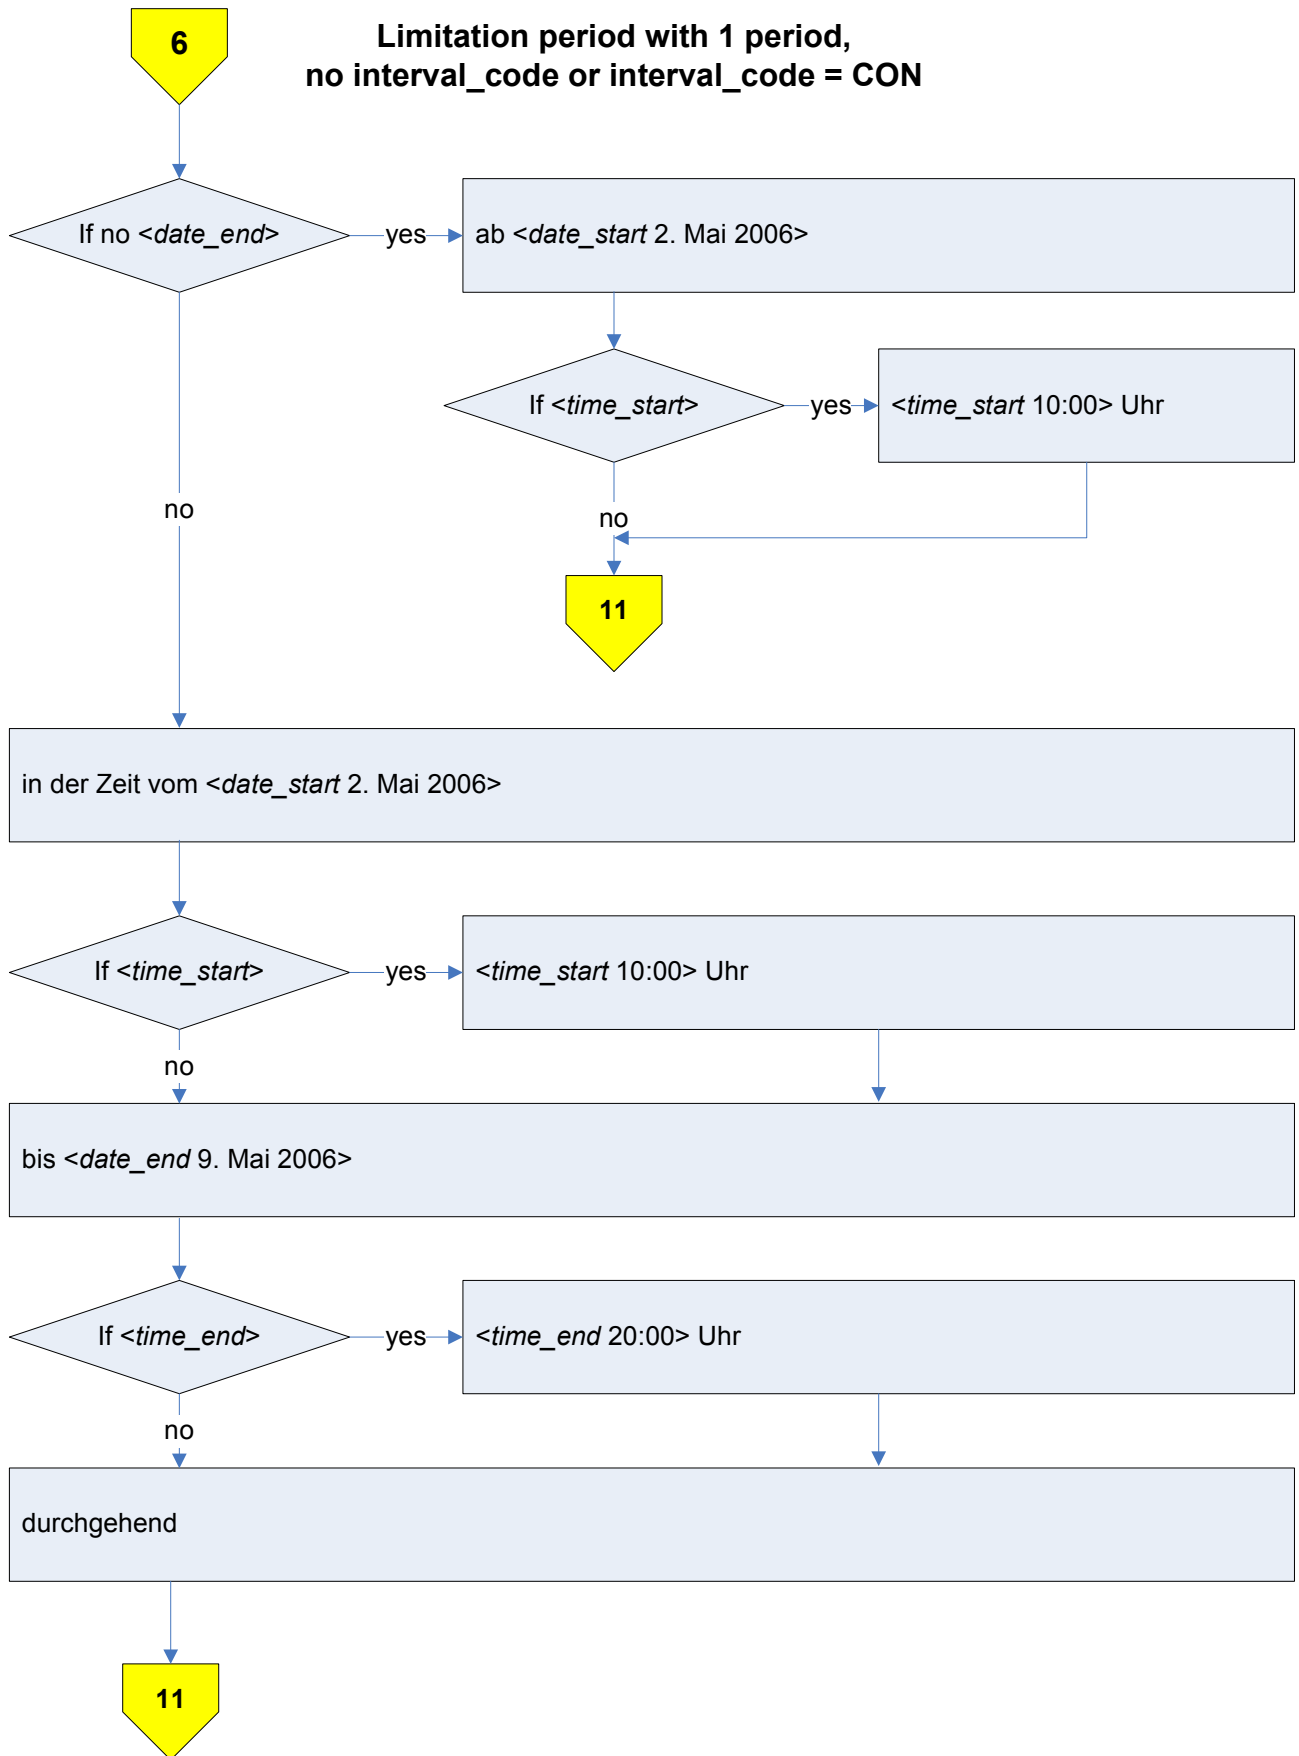 6
Limitation period with 1 period,
no interval_code or interval_code = CON
If no <date_end>
yes
ab <date_start 2. Mai 2006>
If <time_start>
yes
<time_start 10:00> Uhr
no
no
11
in der Zeit vom <date_start 2. Mai 2006>
If <time_start>
yes
<time_start 10:00> Uhr
no
bis <date_end 9. Mai 2006>
If <time_end>
yes
<time_end 20:00> Uhr
no
durchgehend
11